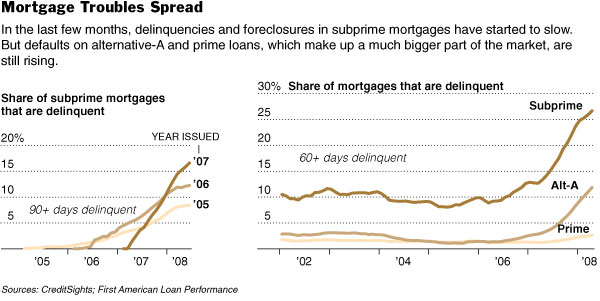 Mortgage Troubles Spread
In the last few months, delinquencies and foreclosures in subprime mortgages have started to slow.
But defaults on alternative-A and prime loans, which make up a much bigger part of the market, are
still rising.
Share of subprime mortgages
that are delinquent
20%
YEAR ISSUED
’07
15
’06
10
90+ days delinquent
’05
5
’05
’06
’07
’08
30%
Share of mortgages that are delinquent
25
Subprime
20
60+ days delinquent
15
Alt-A
10
5
Prime
’02
’04
’06
’08
Sources: CreditSights; First American Loan Performance